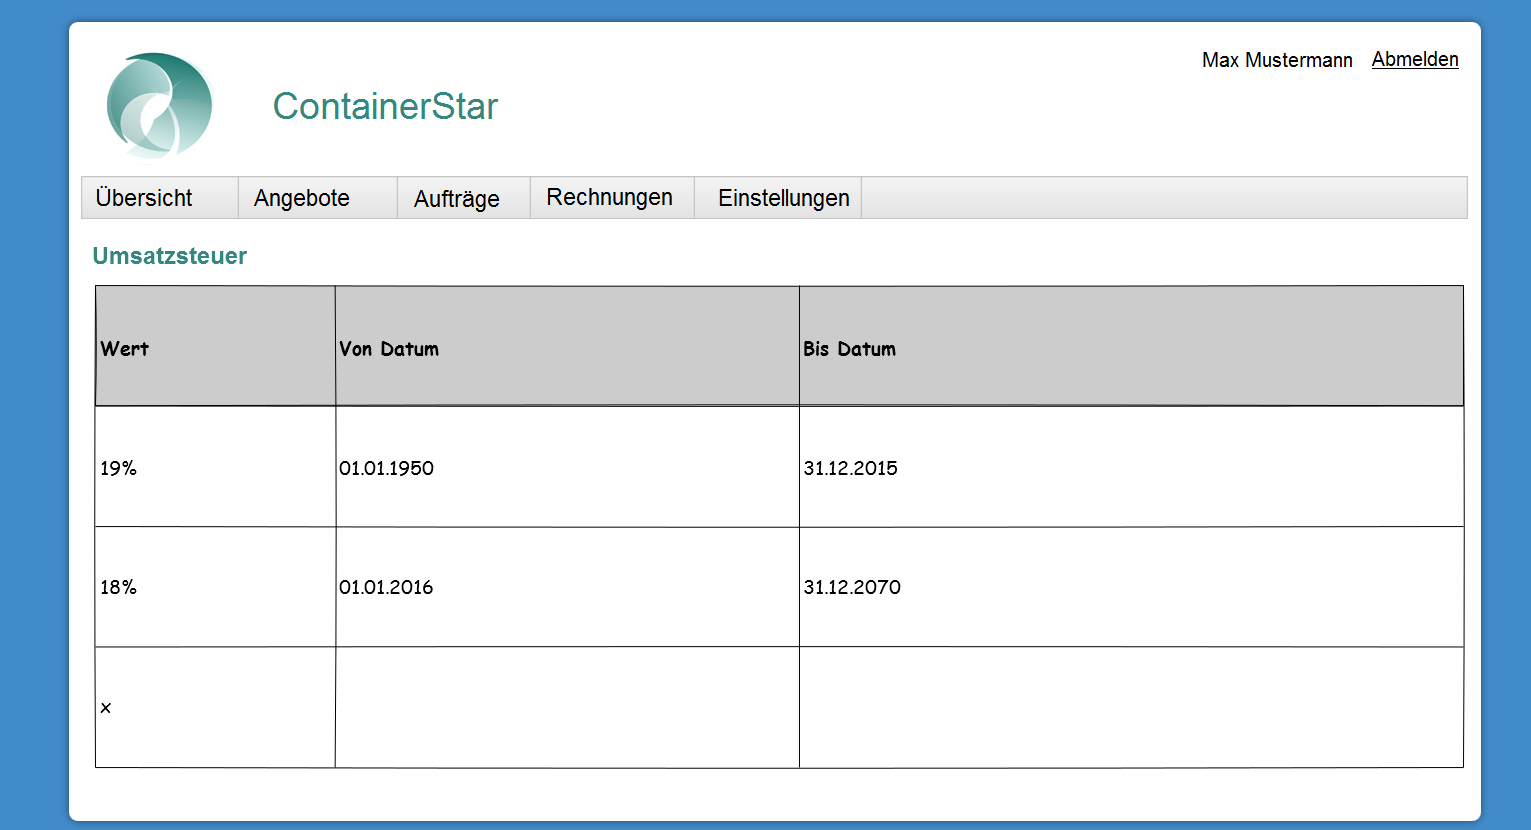 Max Mustermann Abmelden
ContainerStar
Übersicht Angebote Aufträge Rechnungen Einstellungen
Umsatzsteuer
Wert Von Datum Bis Datum
19% 01.01.1950 31.12.2015
18% 01.01.2016 31.12.2070
x